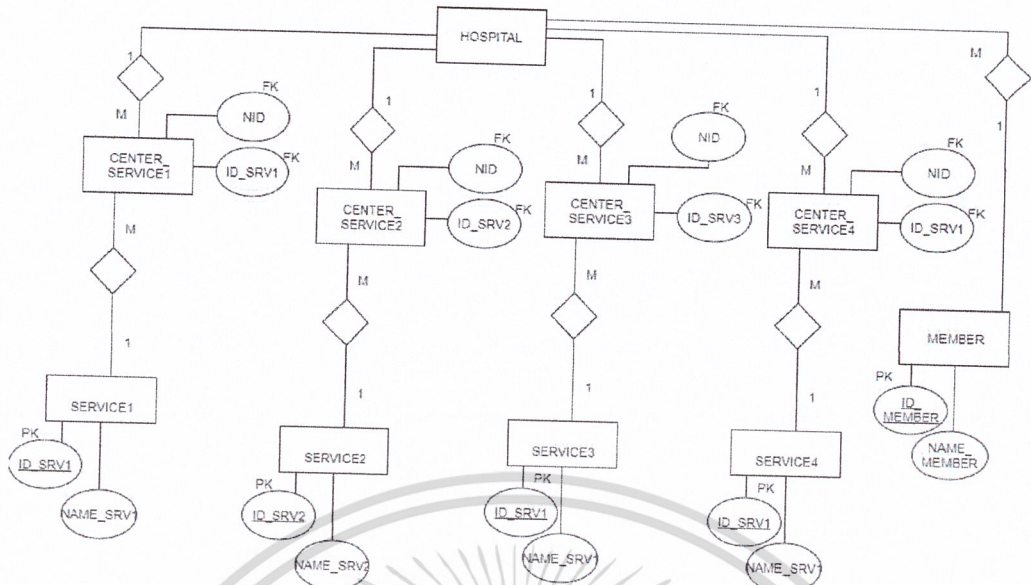 HOSPITAL
1
M
FK
NID
CENTER_
SERVICE1
FK
ID_SRV1
M
1
SERVICE1
PK
ID_SRV1
NAME_SRV1
1
M
FK
NID
CENTER_
SERVICE2
FK
ID_SRV2
M
1
SERVICE2
PK
ID_SRV2
NAME_SRV2
1
M
FK
NID
CENTER_
SERVICE3
FK
ID_SRV3
M
1
SERVICE3
PK
ID_SRV1
NAME_SRV1
1
M
FK
NID
CENTER_
SERVICE4
FK
ID_SRV1
M
1
SERVICE4
PK
ID_SRV1
NAME_SRV1
M
1
MEMBER
PK
ID_
MEMBER
NAME_
MEMBER